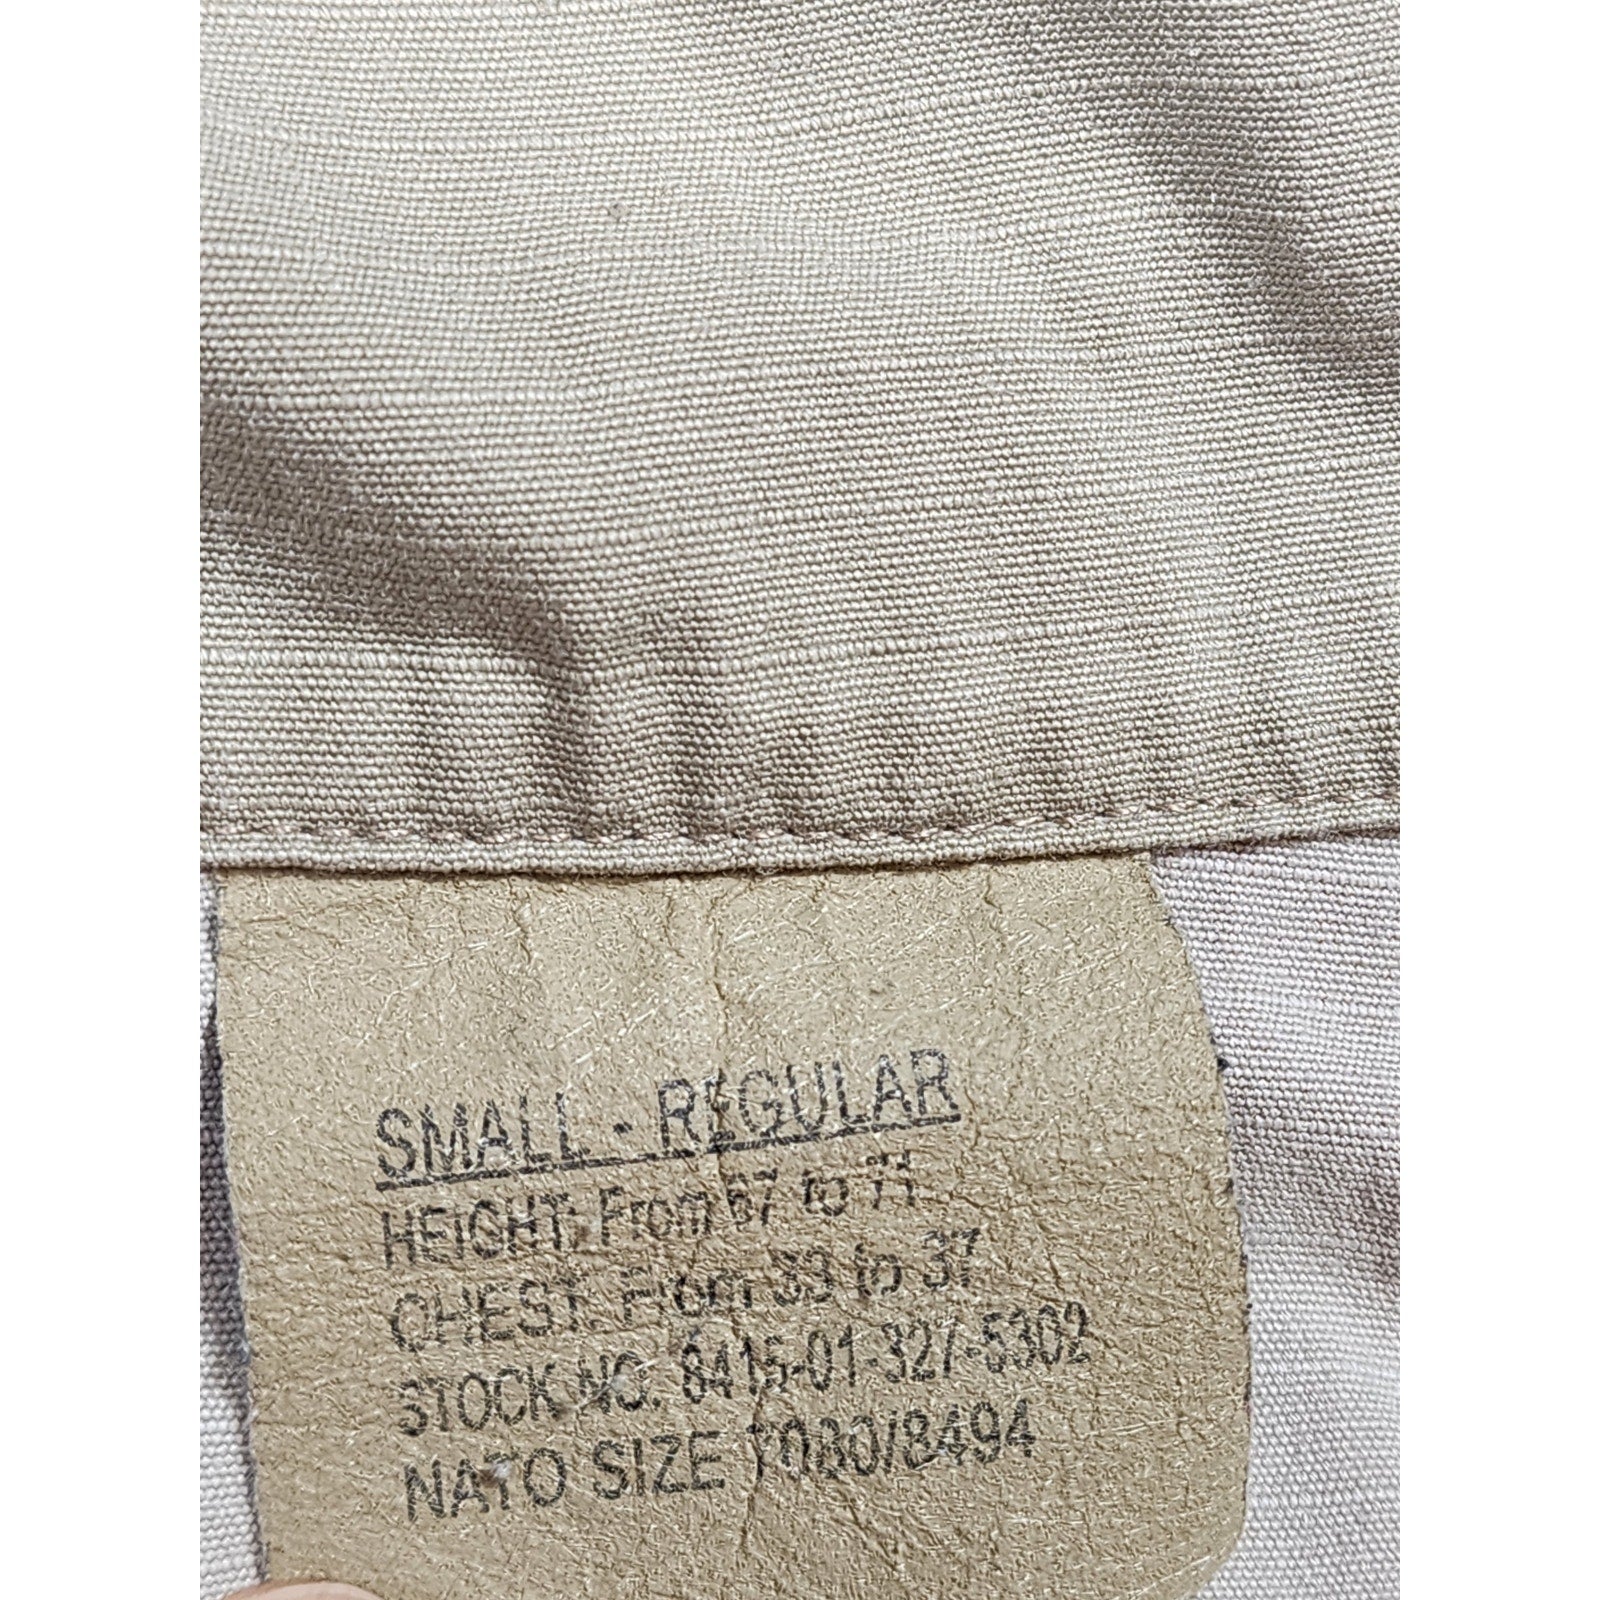 SMALL - REGULAR
HEIGHT: From 67 to 71
CHEST: From 33 to 37
STOCK NO. 8415-01-327-5302
NATO SIZE 7080/8494